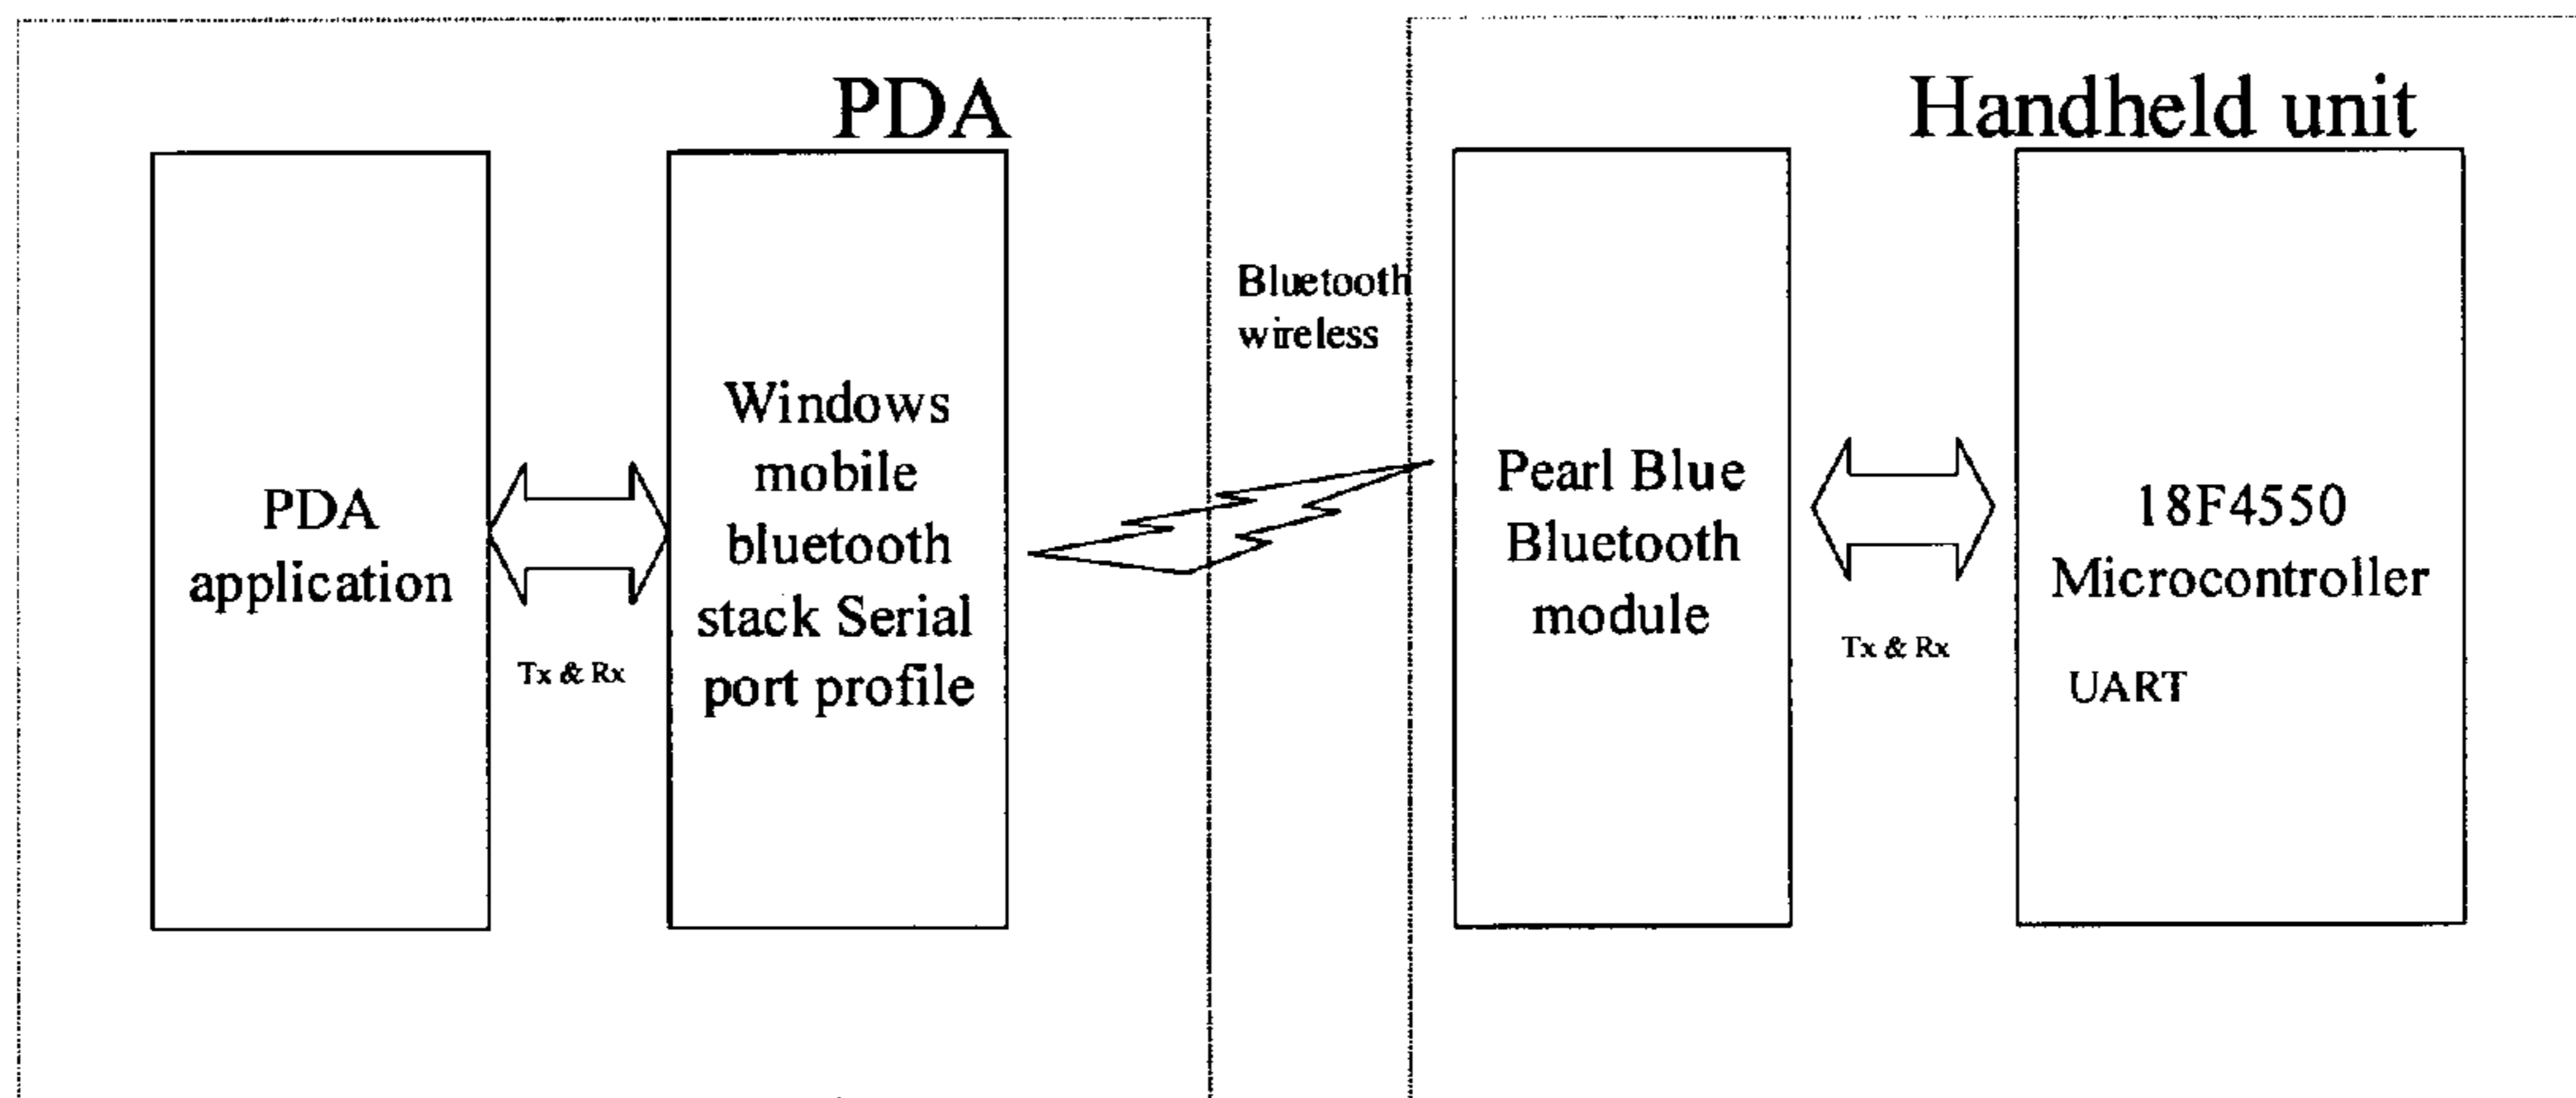 PDA
PDA
application
Tx & Rx
Windows
mobile
bluetooth
stack Serial
port profile
Bluetooth
wireless
Handheld unit
Pearl Blue
Bluetooth
module
Tx & Rx
18F4550
Microcontroller
UART